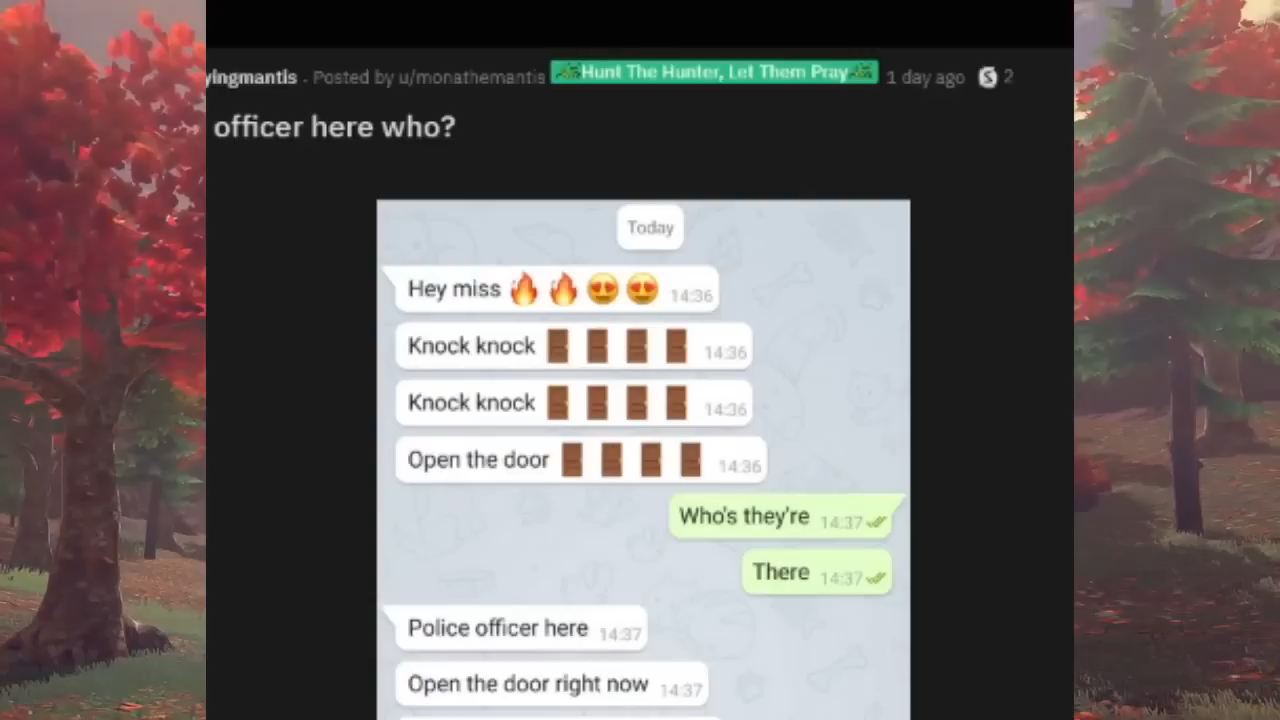 yingmantis · Posted by u/monathemantis Hunt The Hunter, Let Them Pray 1 day ago S 2
officer here who?
Today
Hey miss 🔥 🔥 😍 😍 14:36
Knock knock 🚪 🚪 🚪 🚪 14:36
Knock knock 🚪 🚪 🚪 🚪 14:36
Open the door 🚪 🚪 🚪 🚪 14:36
Who's they're 14:37
There 14:37
Police officer here 14:37
Open the door right now 14:37